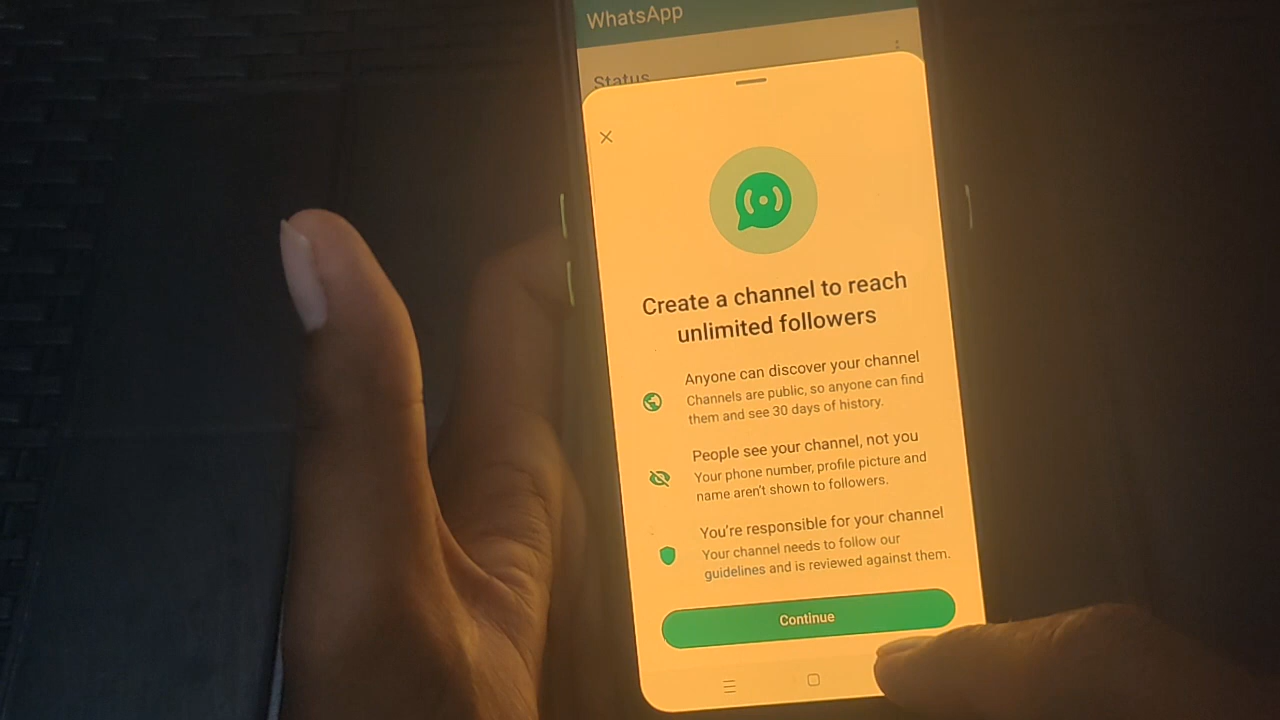 WhatsApp
Status
Create a channel to reach
unlimited followers
Anyone can discover your channel
Channels are public, so anyone can find
them and see 30 days of history.
People see your channel, not you
Your phone number, profile picture and
name aren't shown to followers.
You're responsible for your channel
Your channel needs to follow our
guidelines and is reviewed against them.
Continue